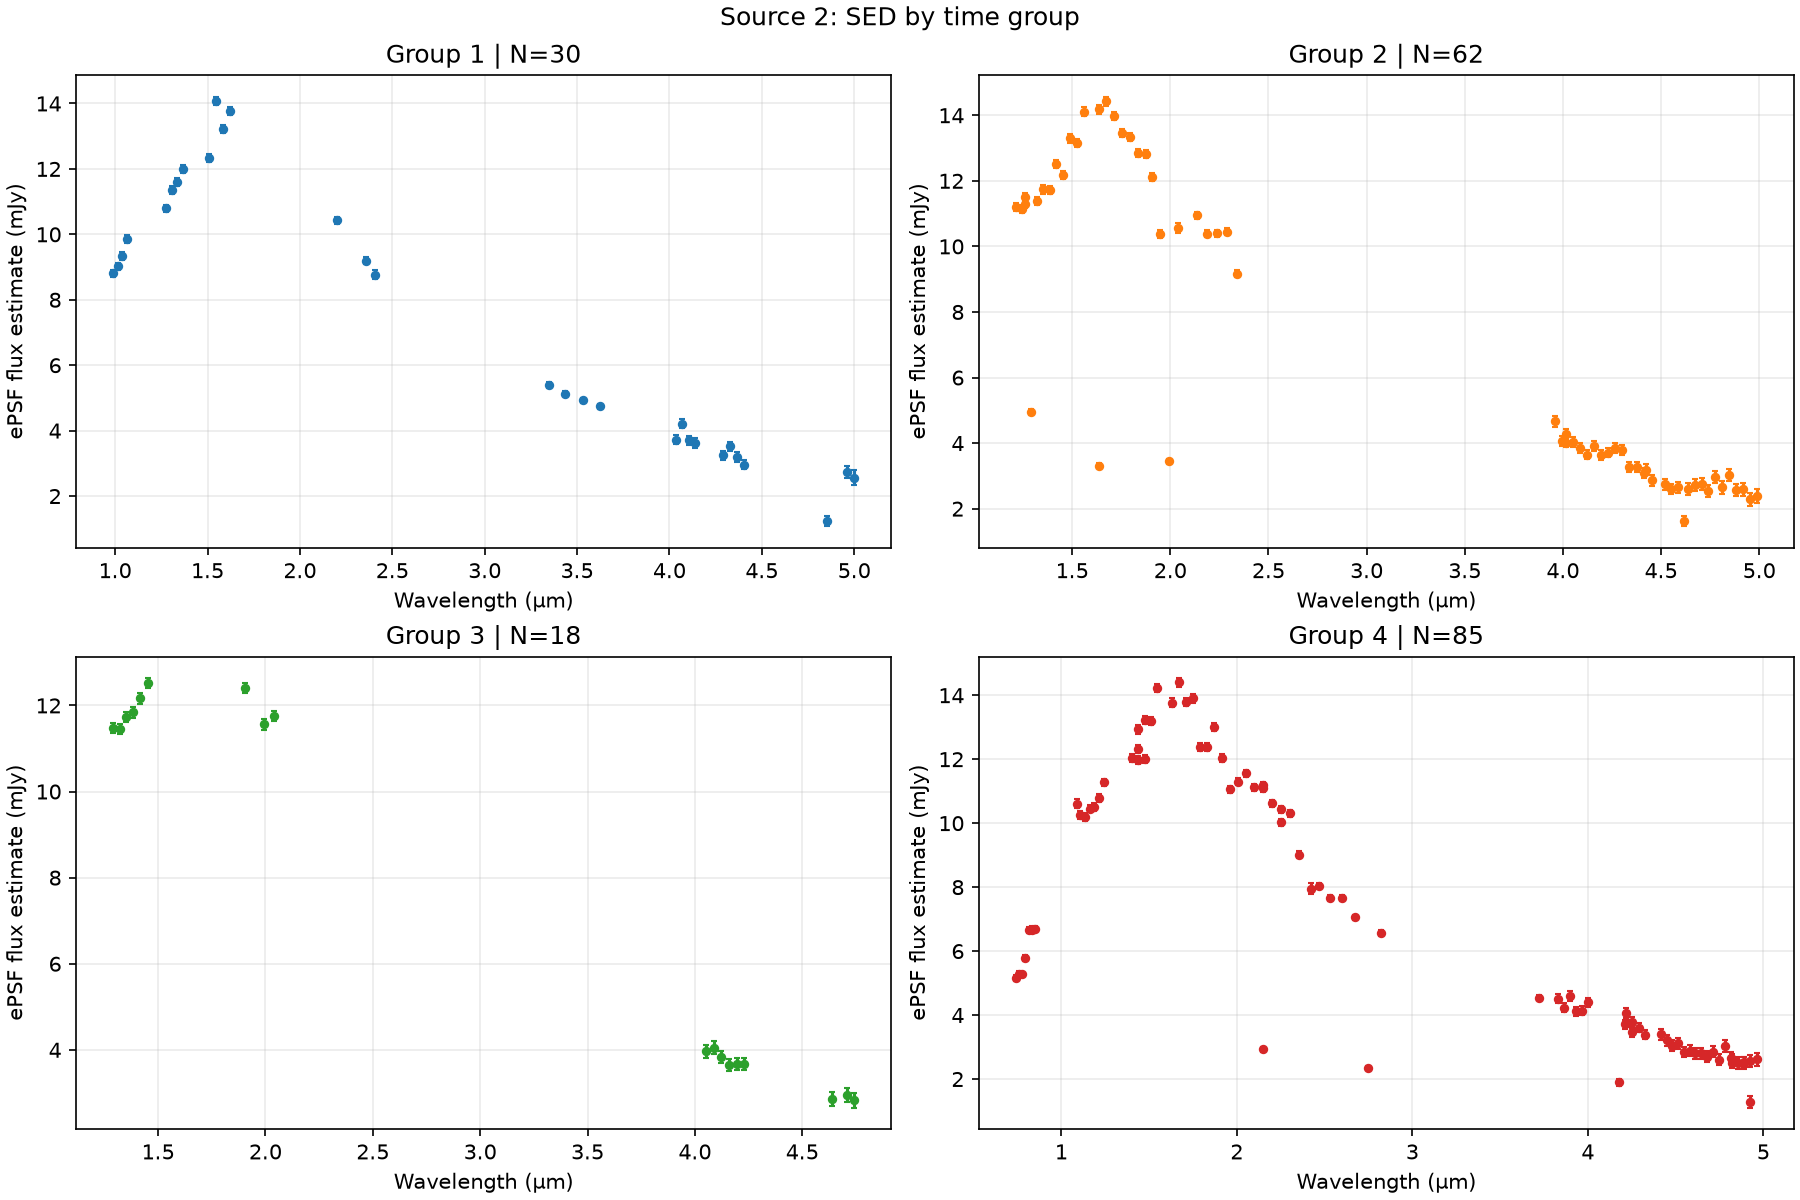 Source 2: SED by time group
Group 1 | N=30
14
12
10
8
6
4
2
ePSF flux estimate (mJy)
1.0 1.5 2.0 2.5 3.0 3.5 4.0 4.5 5.0
Wavelength (μm)
Group 2 | N=62
14
12
10
8
6
4
2
ePSF flux estimate (mJy)
1.5 2.0 2.5 3.0 3.5 4.0 4.5 5.0
Wavelength (μm)
Group 3 | N=18
12
10
8
6
4
ePSF flux estimate (mJy)
1.5 2.0 2.5 3.0 3.5 4.0 4.5
Wavelength (μm)
Group 4 | N=85
14
12
10
8
6
4
2
ePSF flux estimate (mJy)
1 2 3 4 5
Wavelength (μm)